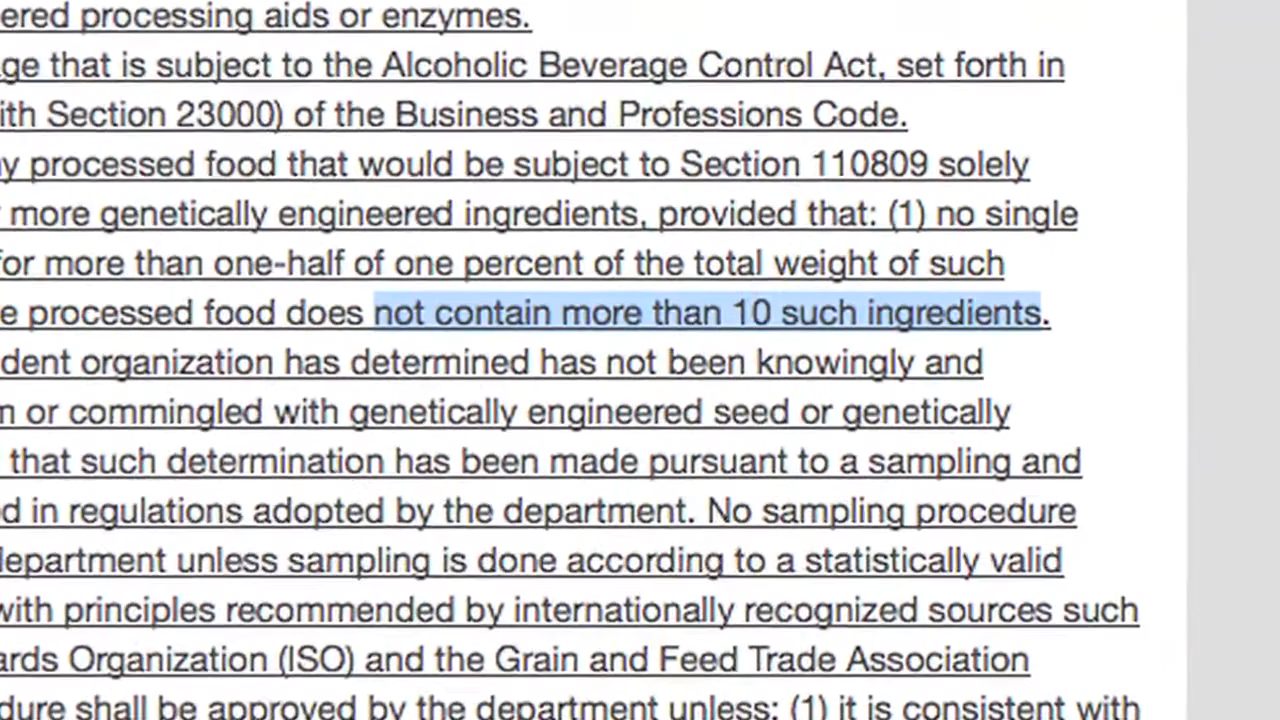 ered processing aids or enzymes.
ge that is subject to the Alcoholic Beverage Control Act, set forth in
ith Section 23000) of the Business and Professions Code.
y processed food that would be subject to Section 110809 solely
more genetically engineered ingredients, provided that: (1) no single
for more than one-half of one percent of the total weight of such
e processed food does not contain more than 10 such ingredients.
dent organization has determined has not been knowingly and
m or commingled with genetically engineered seed or genetically
that such determination has been made pursuant to a sampling and
d in regulations adopted by the department. No sampling procedure
department unless sampling is done according to a statistically valid
with principles recommended by internationally recognized sources such
ards Organization (ISO) and the Grain and Feed Trade Association
dure shall be approved by the department unless: (1) it is consistent with